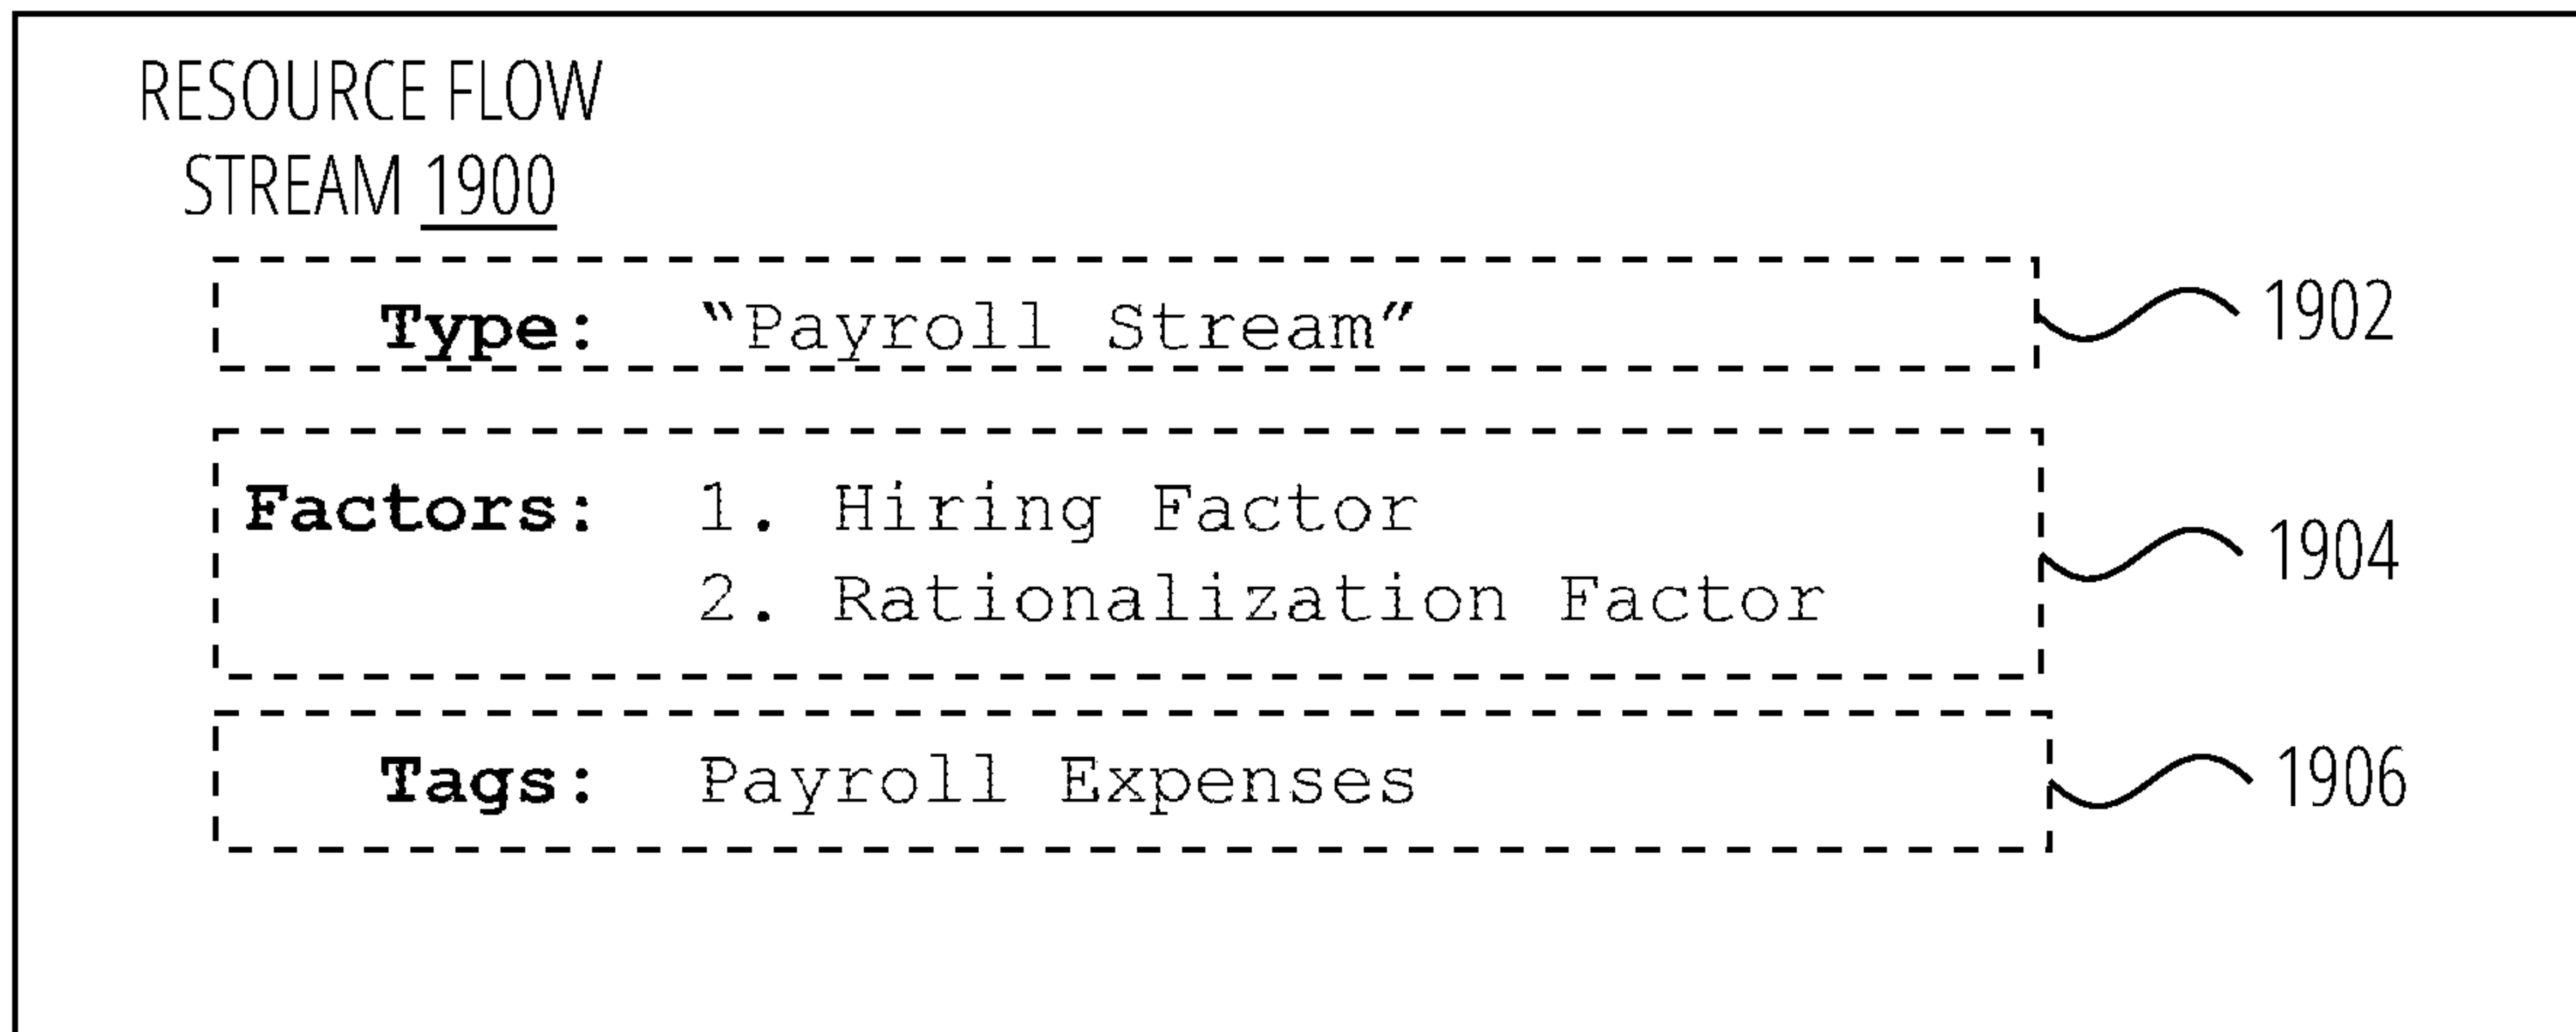 RESOURCE FLOW
STREAM 1900
Type: “Payroll Stream” 1902
Factors: 1. Hiring Factor
1904
2. Rationalization Factor
Tags: Payroll Expenses 1906